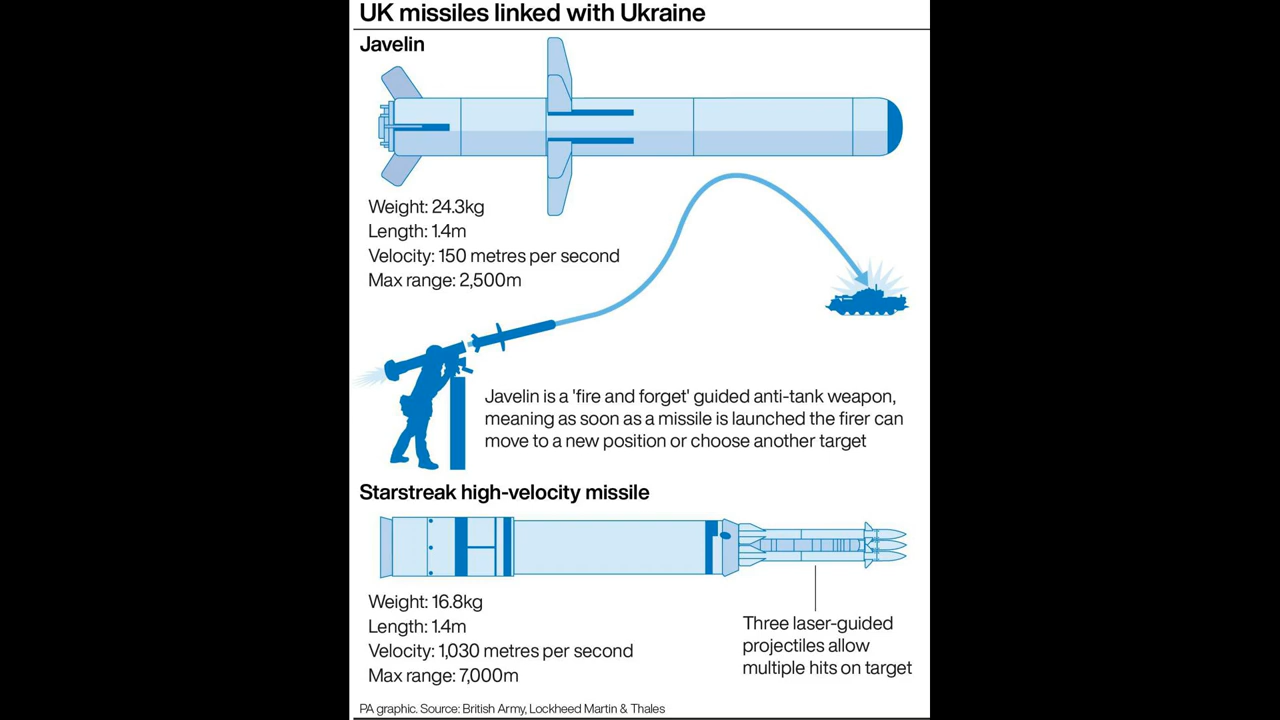 UK missiles linked with Ukraine
Javelin
Weight: 24.3kg
Length: 1.4m
Velocity: 150 metres per second
Max range: 2,500m
Javelin is a 'fire and forget' guided anti-tank weapon,
meaning as soon as a missile is launched the firer can
move to a new position or choose another target
Starstreak high-velocity missile
Weight: 16.8kg
Length: 1.4m
Velocity: 1,030 metres per second
Max range: 7,000m
Three laser-guided
projectiles allow
multiple hits on target
PA graphic. Source: British Army, Lockheed Martin & Thales